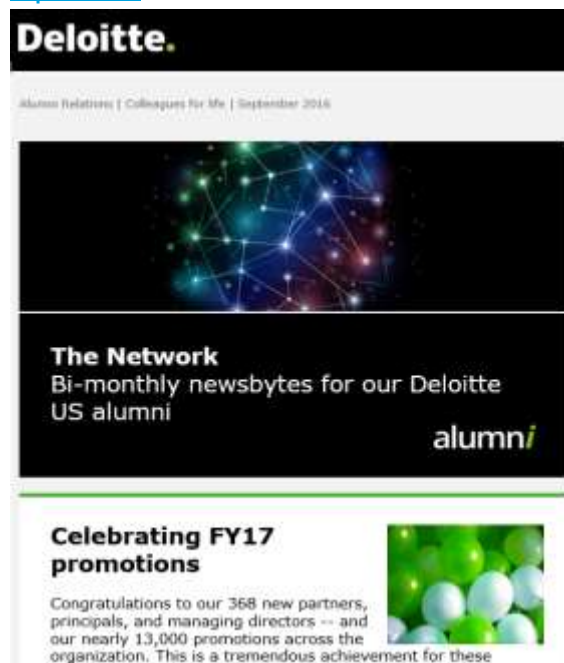 Deloitte.
Alumni Relations | Colleagues for life | September 2016
The Network
Bi-monthly newsbytes for our Deloitte
US alumni
alumni
Celebrating FY17
promotions
Congratulations to our 368 new partners,
principals, and managing directors -- and
our nearly 13,000 promotions across the
organization. This is a tremendous achievement for these